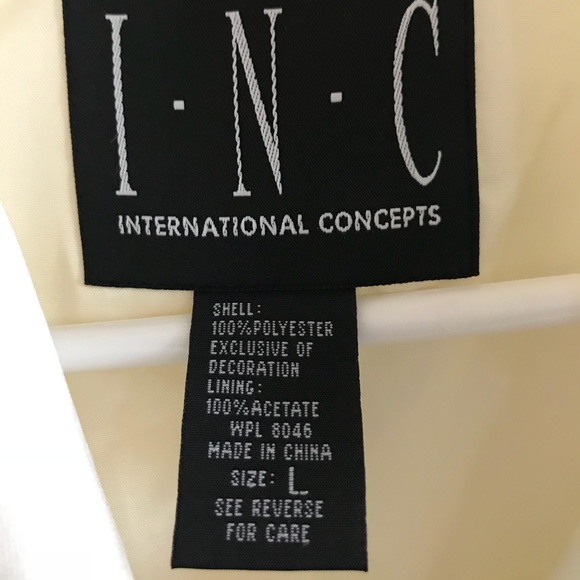 I·N·C
INTERNATIONAL CONCEPTS
SHELL:
100%POLYESTER
EXCLUSIVE OF
DECORATION
LINING:
100%ACETATE
WPL 8046
MADE IN CHINA
SIZE: L
SEE REVERSE
FOR CARE